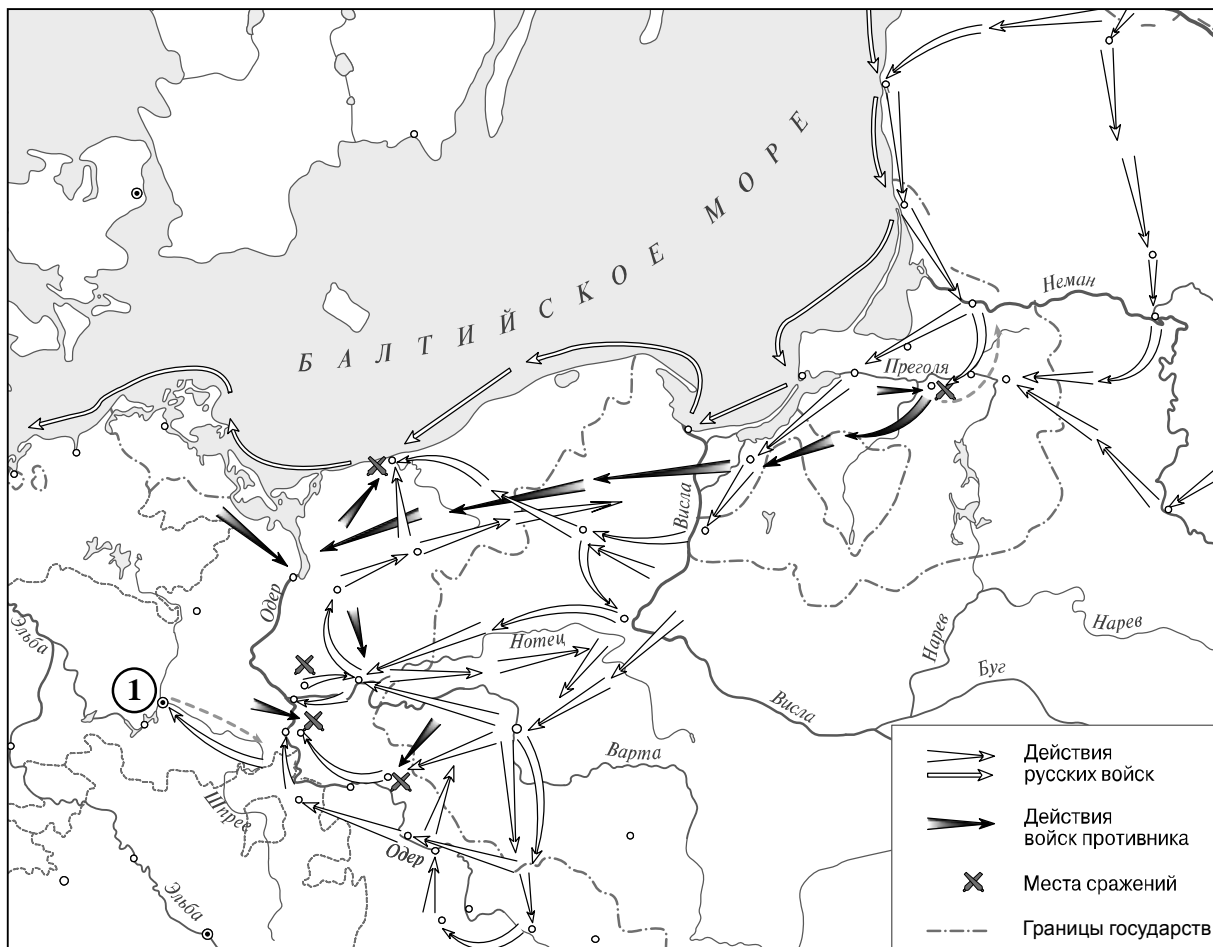 БАЛТИЙСКОЕ МОРЕ
Неман
Преголя
Висла
Одер
Эльба
Нотец
Нарев
Нарев
Буг
1
Висла
Варта
Шпрее
Одер
Эльба
Действия
русских войск
Действия
войск противника
Места сражений
Границы государств